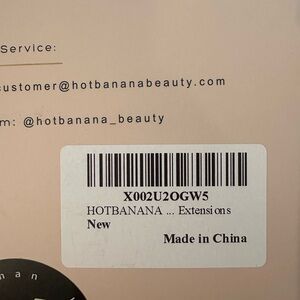 Service:
customer@hotbananabeauty.com
m: @hotbanana_beauty
X002U2OGW5
HOTBANANA ... Extensions
New
Made in China